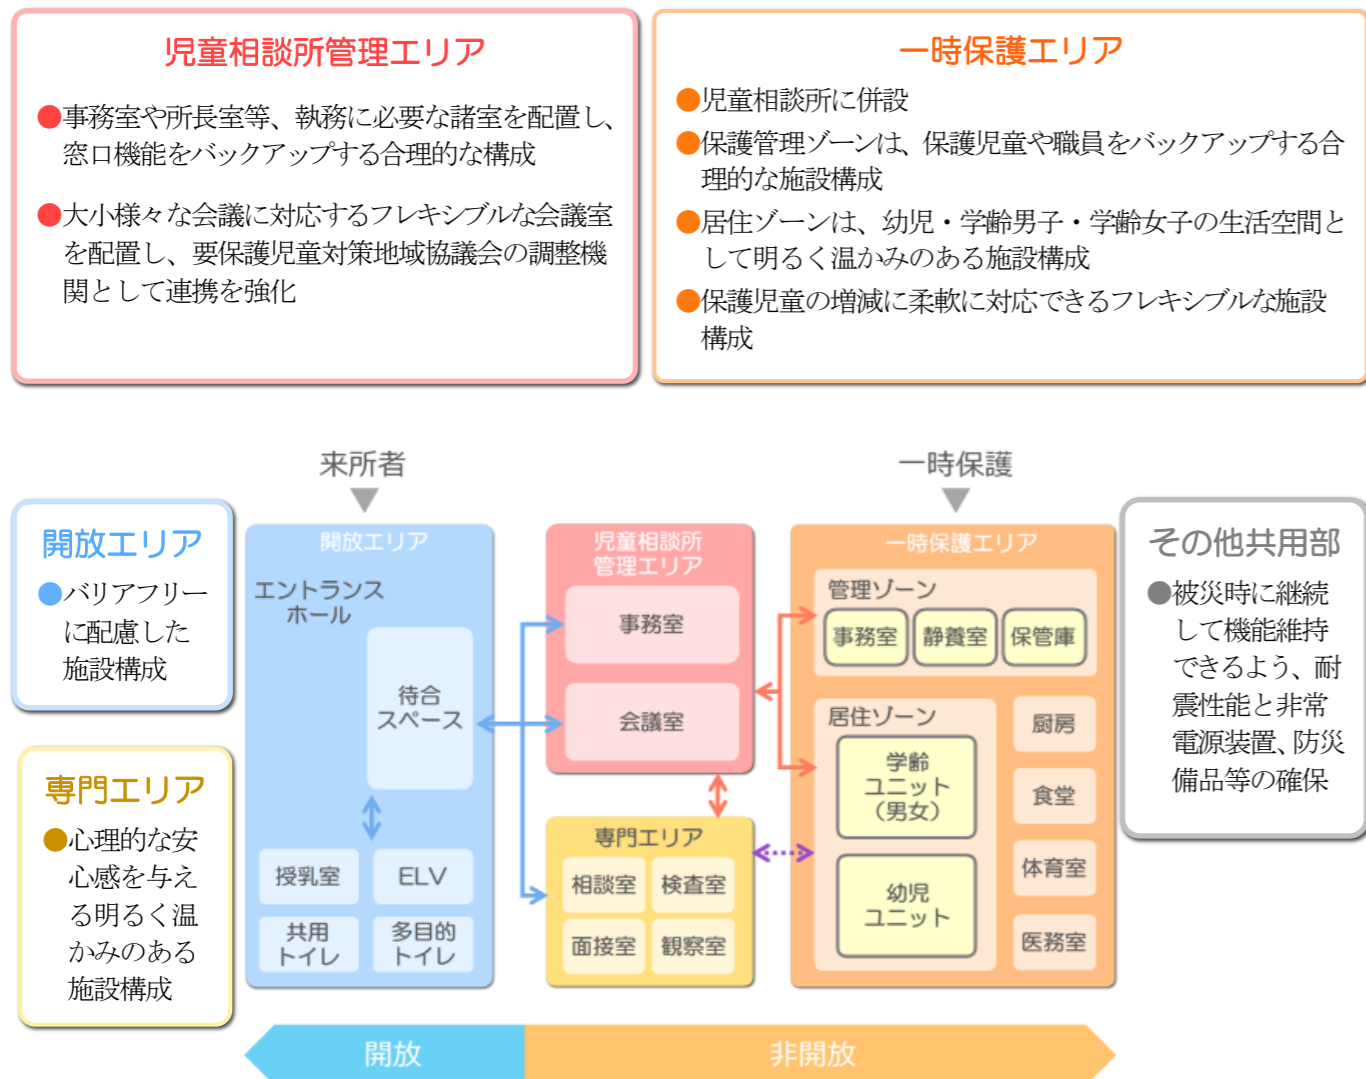 児童相談所管理エリア
●事務室や所長室等、執務に必要な諸室を配置し、
窓口機能をバックアップする合理的な構成
●大小様々な会議に対応するフレキシブルな会議室
を配置し、要保護児童対策地域協議会の調整機
関として連携を強化
一時保護エリア
●児童相談所に併設
●保護管理ゾーンは、保護児童や職員をバックアップする合
理的な施設構成
●居住ゾーンは、幼児・学齢男子・学齢女子の生活空間と
して明るく温かみのある施設構成
●保護児童の増減に柔軟に対応できるフレキシブルな施設
構成
来所者
一時保護
開放エリア
●バリアフリー
に配慮した
施設構成
専門エリア
●心理的な安
心感を与え
る明るく温
かみのある
施設構成
開放エリア
エントランス
ホール
待合
スペース
授乳室
ELV
共用
トイレ
多目的
トイレ
児童相談所
管理エリア
事務室
会議室
専門エリア
相談室
検査室
面接室
観察室
一時保護エリア
管理ゾーン
事務室
静養室
保管庫
居住ゾーン
学齢
ユニット
（男女）
幼児
ユニット
厨房
食堂
体育室
医務室
その他共用部
●被災時に継続
して機能維持
できるよう、耐
震性能と非常
電源装置、防災
備品等の確保
開放
非開放